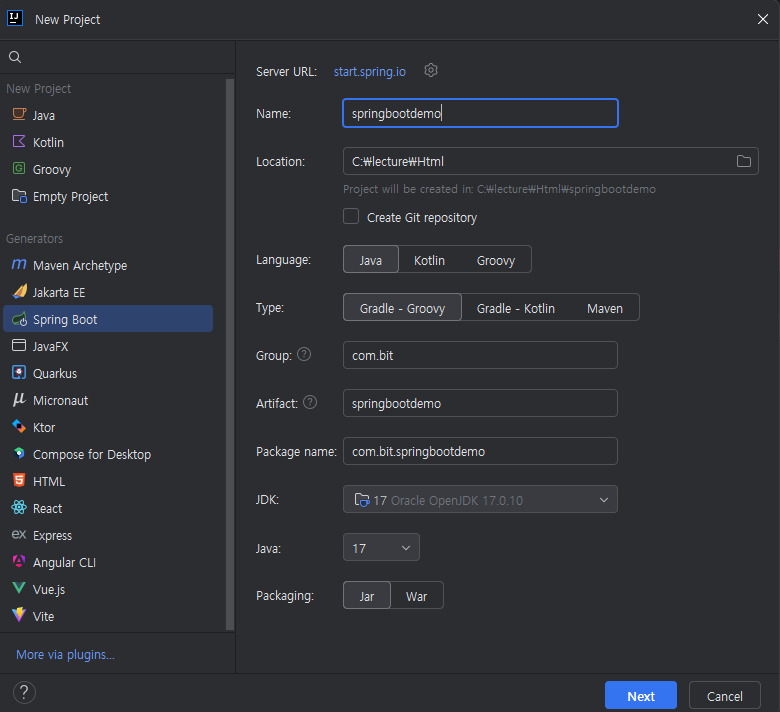 New Project
New Project
Java
Kotlin
Groovy
Empty Project
Generators
Maven Archetype
Jakarta EE
Spring Boot
JavaFX
Quarkus
Micronaut
Ktor
Compose for Desktop
HTML
React
Express
Angular CLI
Vue.js
Vite
More via plugins...
Server URL: start.spring.io
Name: springbootdemo
Location: C:₩lecture₩Html
Project will be created in: C:₩lecture₩Html₩springbootdemo
Create Git repository
Language: Java Kotlin Groovy
Type: Gradle - Groovy Gradle - Kotlin Maven
Group: ? com.bit
Artifact: ? springbootdemo
Package name: com.bit.springbootdemo
JDK: 17 Oracle OpenJDK 17.0.10
Java: 17
Packaging: Jar War
? Next Cancel